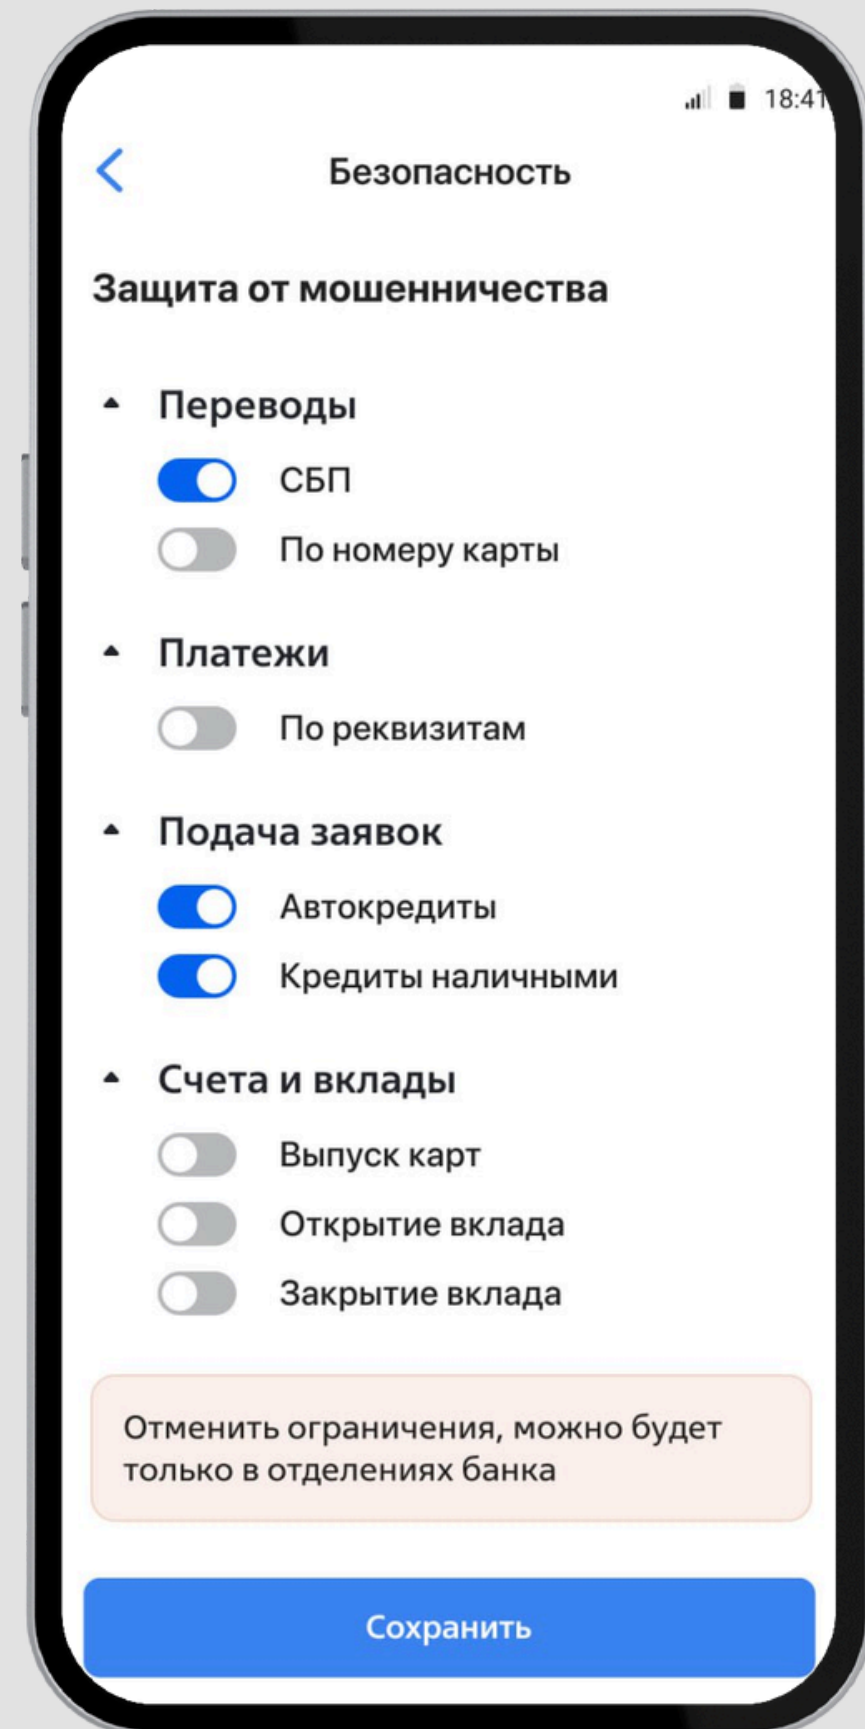 18:41
Безопасность
Защита от мошенничества
Переводы
СБП
По номеру карты
Платежи
По реквизитам
Подача заявок
Автокредиты
Кредиты наличными
Счета и вклады
Выпуск карт
Открытие вклада
Закрытие вклада
Отменить ограничения, можно будет
только в отделениях банка
Сохранить